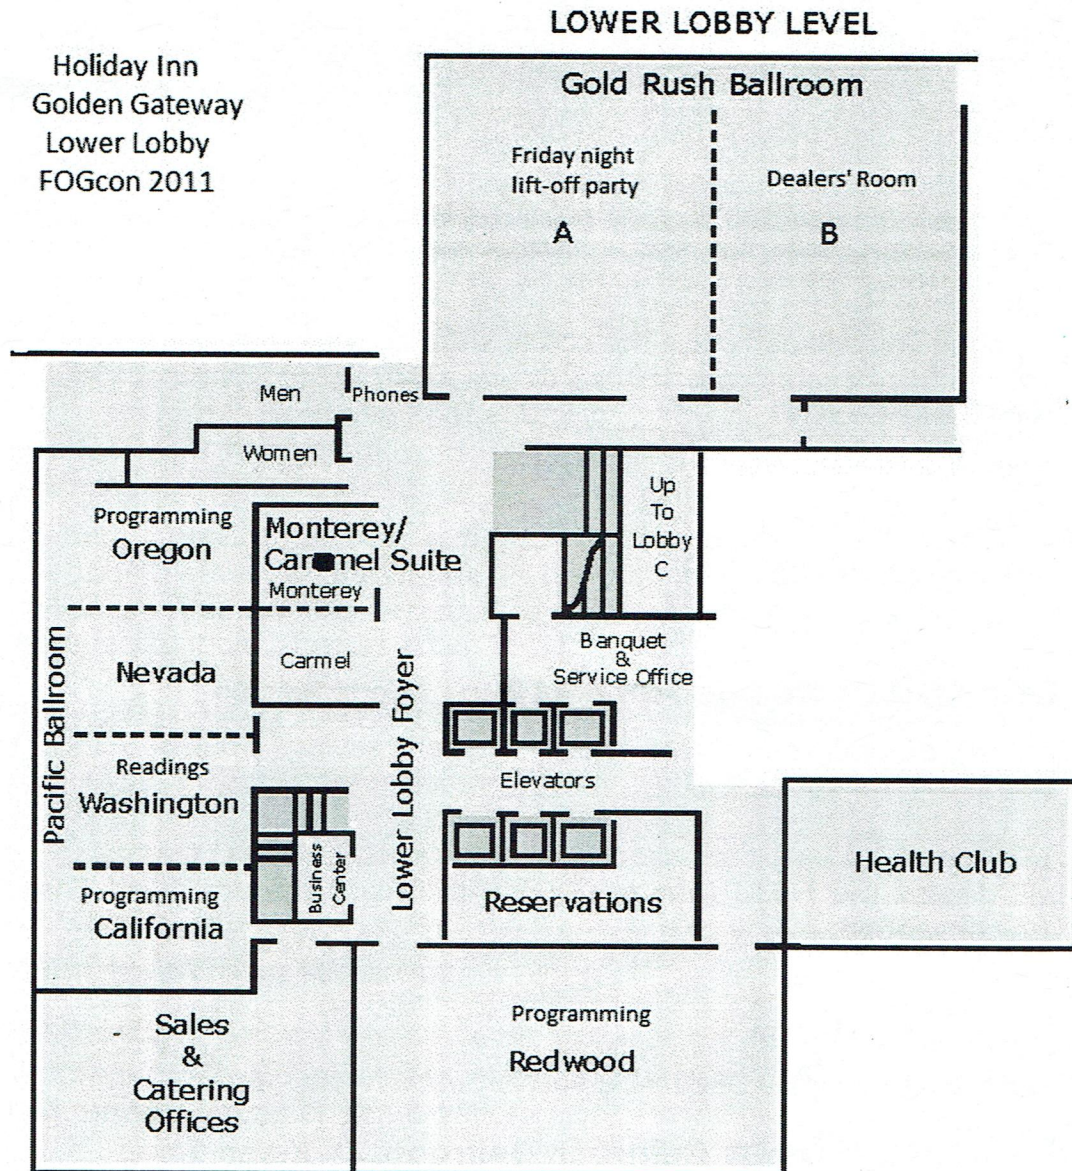 LOWER LOBBY LEVEL
Holiday Inn
Golden Gateway
Lower Lobby
FOGcon 2011
Gold Rush Ballroom
Friday night
lift-off party
A
Dealers' Room
B
Men
Phones
Women
Programming
Oregon
Monterey/
Carmel Suite
Monterey
Carmel
Up
To
Lobby
C
Banquet
&
Service Office
Pacific Ballroom
Nevada
Lower Lobby Foyer
Readings
Washington
Elevators
Business
Center
Programming
California
Reservations
Health Club
Sales
&
Catering
Offices
Programming
Redwood